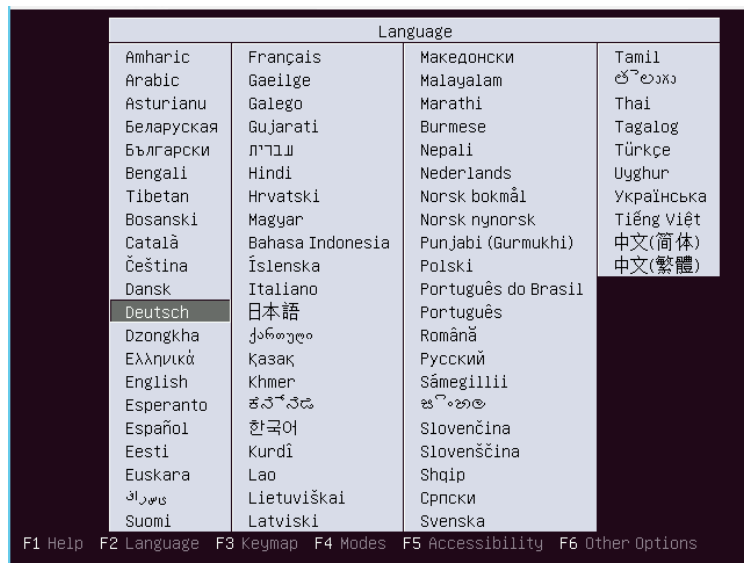 Language
Amharic
Arabic
Asturianu
Беларуская
Български
Bengali
Tibetan
Bosanski
Català
Čeština
Dansk
Deutsch
Dzongkha
Ελληνικά
English
Esperanto
Español
Eesti
Euskara
Suomi
Français
Gaeilge
Galego
Gujarati
עברית
Hindi
Hrvatski
Magyar
Bahasa Indonesia
Íslenska
Italiano
日本語
ქართული
Қазақ
Khmer
ಕನ್ನಡ
한국어
Kurdî
Lao
Lietuviškai
Latviski
Македонски
Malayalam
Marathi
Burmese
Nepali
Nederlands
Norsk bokmål
Norsk nynorsk
Punjabi (Gurmukhi)
Polski
Português do Brasil
Português
Română
Русский
Sámegillii
සිංහල
Slovenčina
Slovenščina
Shqip
Српски
Svenska
Tamil
తెలుగు
Thai
Tagalog
Türkçe
Uyghur
Українська
Tiếng Việt
中文(简体)
中文(繁體)
F1 Help F2 Language F3 Keymap F4 Modes F5 Accessibility F6 Other Options